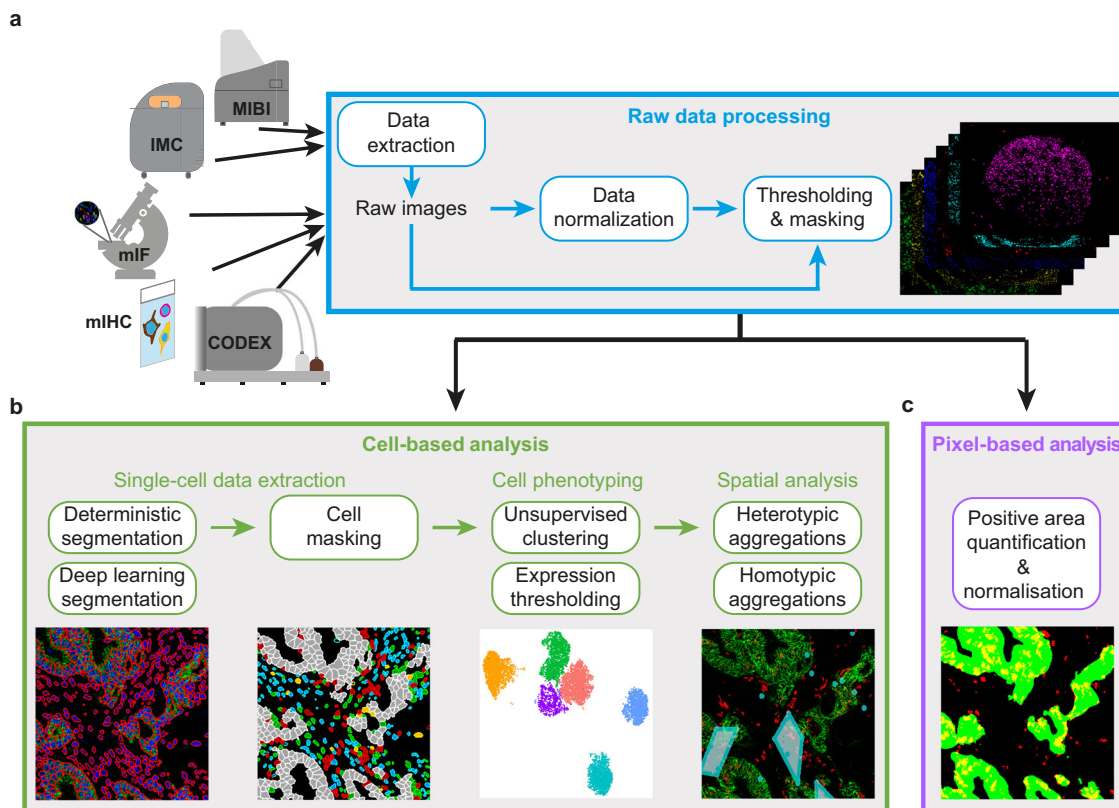 a
MIBI
IMC
mIF
mIHC
CODEX
Raw data processing
Data
extraction
Raw images
Data
normalization
Thresholding
& masking
b
Cell-based analysis
Single-cell data extraction
Deterministic
segmentation
Deep learning
segmentation
Cell
masking
Cell phenotyping
Unsupervised
clustering
Expression
thresholding
Spatial analysis
Heterotypic
aggregations
Homotypic
aggregations
c
Pixel-based analysis
Positive area
quantification
&
normalisation